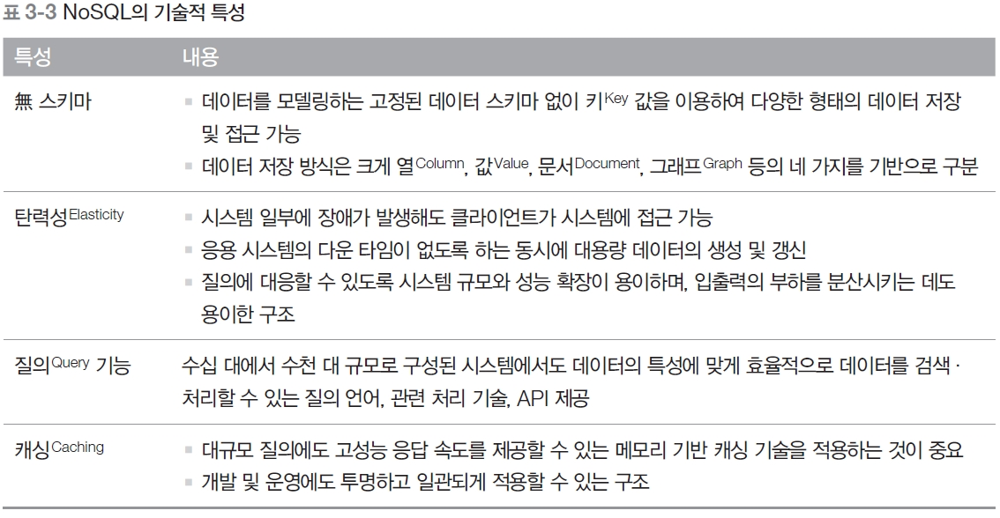 표 3-3 NoSQL의 기술적 특성
특성 내용
無 스키마
▪ 데이터를 모델링하는 고정된 데이터 스키마 없이 키Key 값을 이용하여 다양한 형태의 데이터 저장
및 접근 가능
▪ 데이터 저장 방식은 크게 열Column, 값Value, 문서Document, 그래프Graph 등의 네 가지를 기반으로 구분
탄력성Elasticity
▪ 시스템 일부에 장애가 발생해도 클라이언트가 시스템에 접근 가능
▪ 응용 시스템의 다운 타임이 없도록 하는 동시에 대용량 데이터의 생성 및 갱신
▪ 질의에 대응할 수 있도록 시스템 규모와 성능 확장이 용이하며, 입출력의 부하를 분산시키는 데도
용이한 구조
질의Query 기능
수십 대에서 수천 대 규모로 구성된 시스템에서도 데이터의 특성에 맞게 효율적으로 데이터를 검색·
처리할 수 있는 질의 언어, 관련 처리 기술, API 제공
캐싱Caching
▪ 대규모 질의에도 고성능 응답 속도를 제공할 수 있는 메모리 기반 캐싱 기술을 적용하는 것이 중요
▪ 개발 및 운영에도 투명하고 일관되게 적용할 수 있는 구조